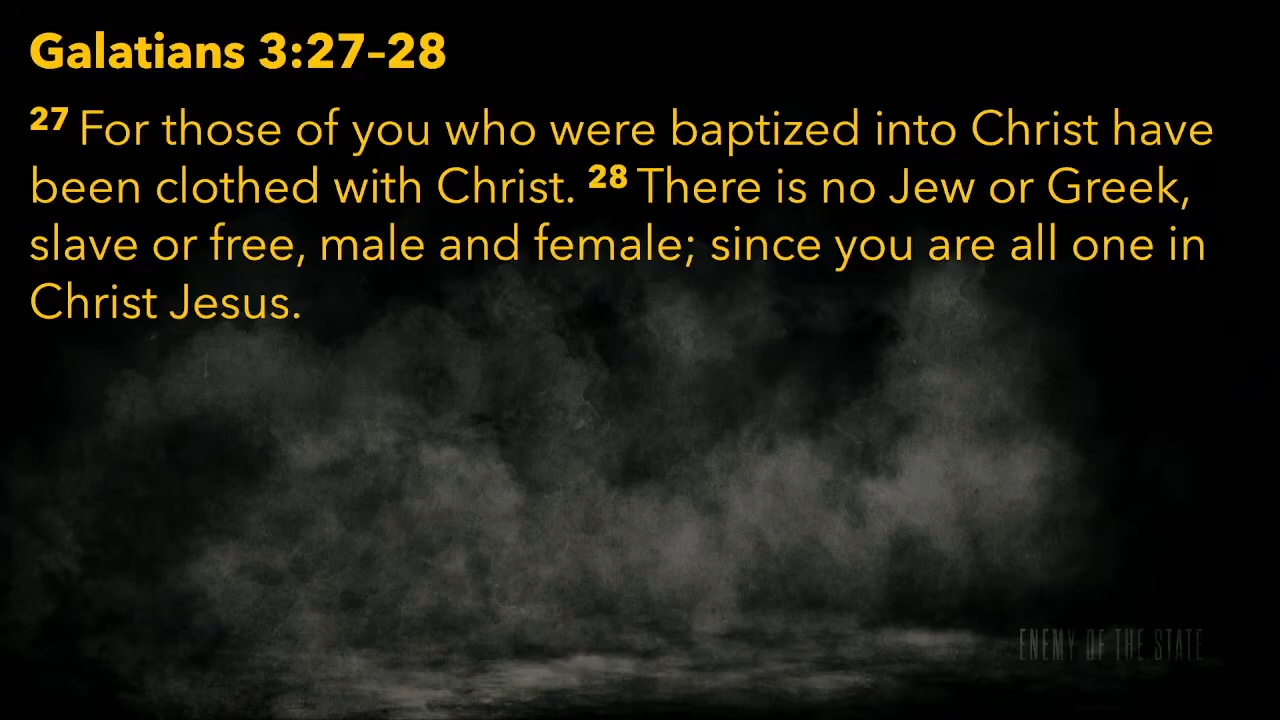 Galatians 3:27–28
27 For those of you who were baptized into Christ have
been clothed with Christ. 28 There is no Jew or Greek,
slave or free, male and female; since you are all one in
Christ Jesus.
ENEMY OF THE STATE